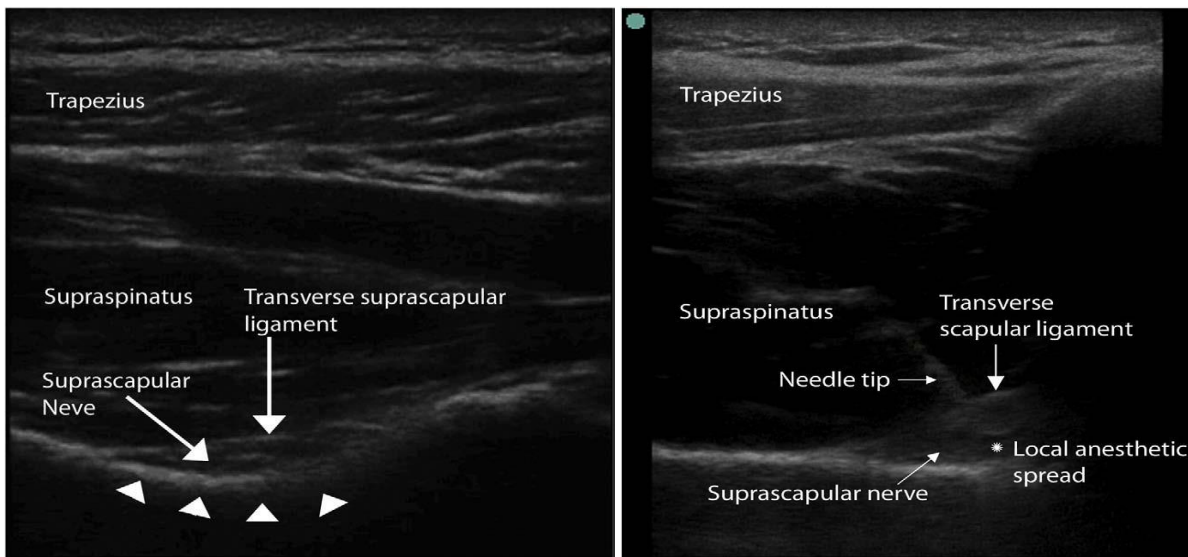 Trapezius
Supraspinatus
Transverse suprascapular
ligament
Suprascapular
Neve
Trapezius
Supraspinatus
Transverse
scapular ligament
Needle tip
* Local anesthetic
spread
Suprascapular nerve